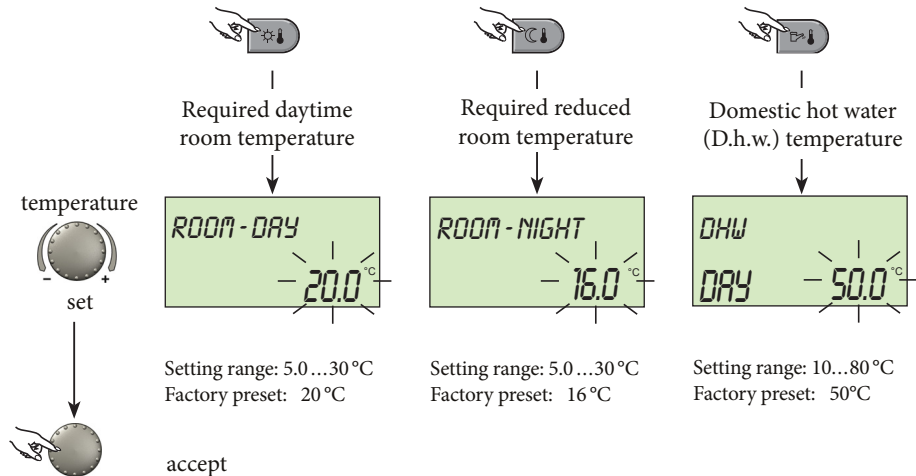 Required daytime
room temperature
Required reduced
room temperature
Domestic hot water
(D.h.w.) temperature
temperature
- +
set
ROOM-DAY
20.0 °C
ROOM-NIGHT
16.0 °C
DHW
DAY 50.0 °C
Setting range: 5.0...30 °C
Factory preset: 20 °C
Setting range: 5.0...30 °C
Factory preset: 16 °C
Setting range: 10...80 °C
Factory preset: 50°C
accept